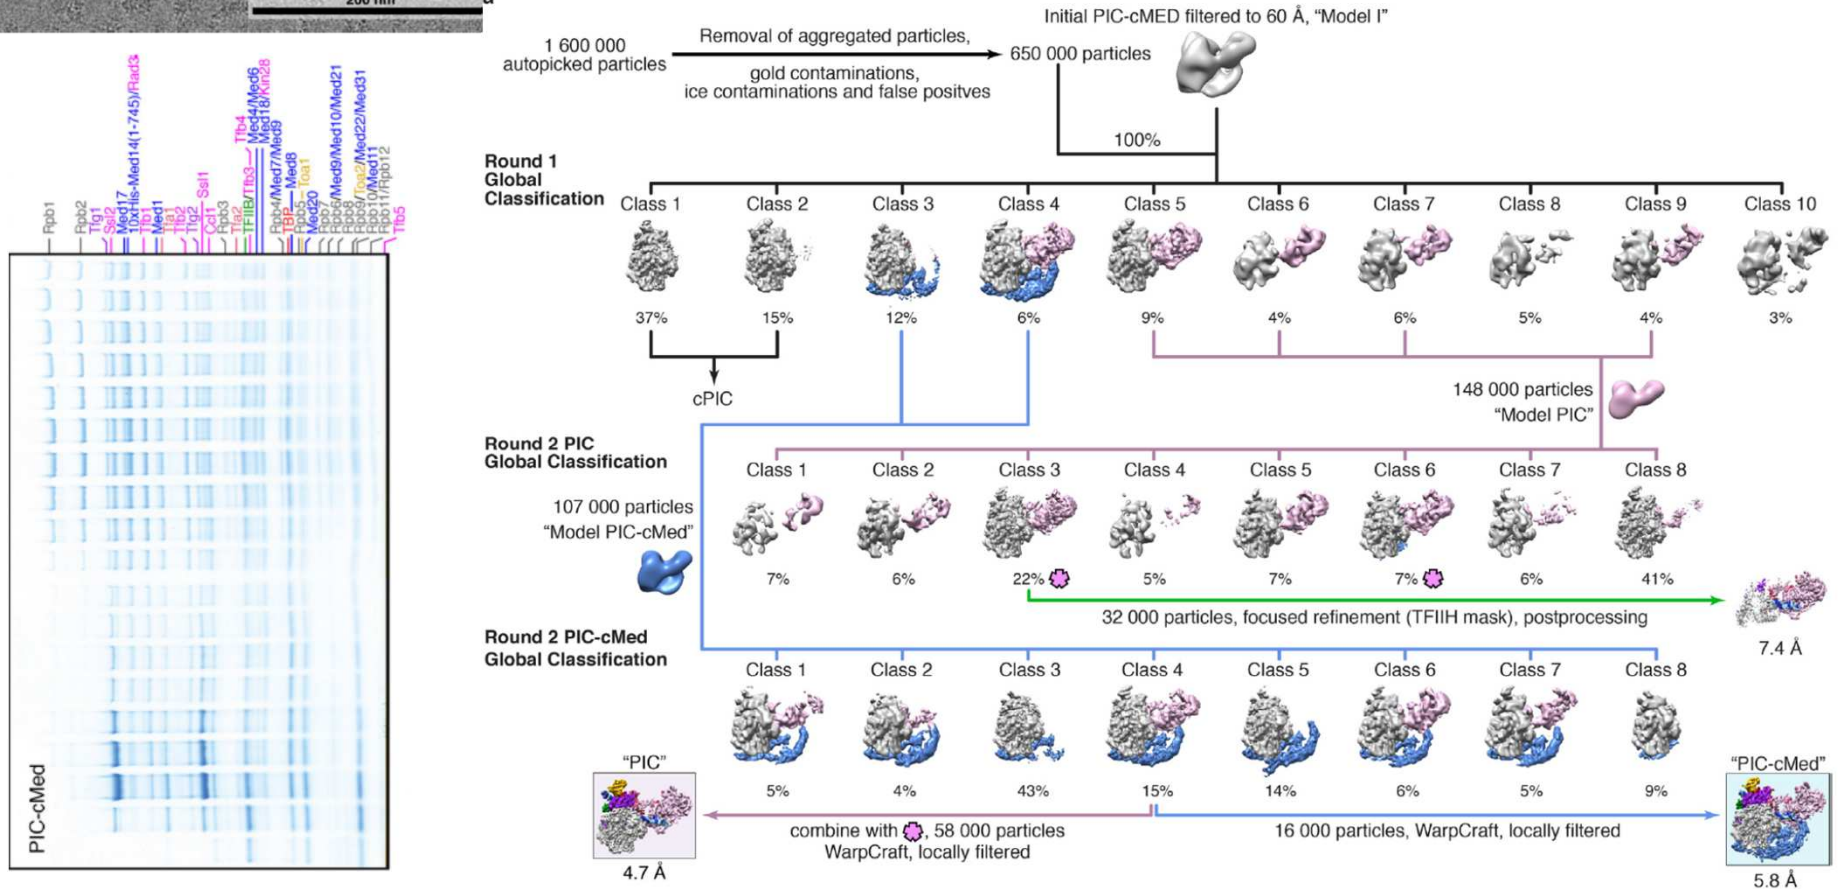 200 nm
Rpb1
Rpb2
Tfg1
Ssl2
Med17
10xHis-Med14(1-745)/Rad3
Tfb1
Med1
Tfa1
Tfb2
Tfg2
Ssl1
Ccl1
Rpb3
Tfa2
Tfb4
TFIIB/Tfb3
Med4/Med6
Med18/Kin28
Rpb4/Med7/Med9
TBP
Med8
Rpb5
Toa1
Med20
Rpb7
Rpb6/Med9/Med10/Med21
Rpb8
Rpb9/Toa2/Med22/Med31
Rpb10/Med11
Rpb11/Rpb12
Tfb5
PIC-cMed
Initial PIC-cMED filtered to 60 Å, “Model I”
1 600 000
autopicked particles
Removal of aggregated particles,
gold contaminations,
ice contaminations and false positves
650 000 particles
100%
Round 1
Global
Classification
Class 1 Class 2 Class 3 Class 4 Class 5 Class 6 Class 7 Class 8 Class 9 Class 10
37% 15% 12% 6% 9% 4% 6% 5% 4% 3%
cPIC
148 000 particles
“Model PIC”
Round 2 PIC
Global Classification
Class 1 Class 2 Class 3 Class 4 Class 5 Class 6 Class 7 Class 8
107 000 particles
“Model PIC-cMed”
7% 6% 22% 5% 7% 7% 6% 41%
32 000 particles, focused refinement (TFIIH mask), postprocessing
7.4 Å
Round 2 PIC-cMed
Global Classification
Class 1 Class 2 Class 3 Class 4 Class 5 Class 6 Class 7 Class 8
5% 4% 43% 15% 14% 6% 5% 9%
“PIC”
4.7 Å
combine with , 58 000 particles
WarpCraft, locally filtered
16 000 particles, WarpCraft, locally filtered
“PIC-cMed”
5.8 Å